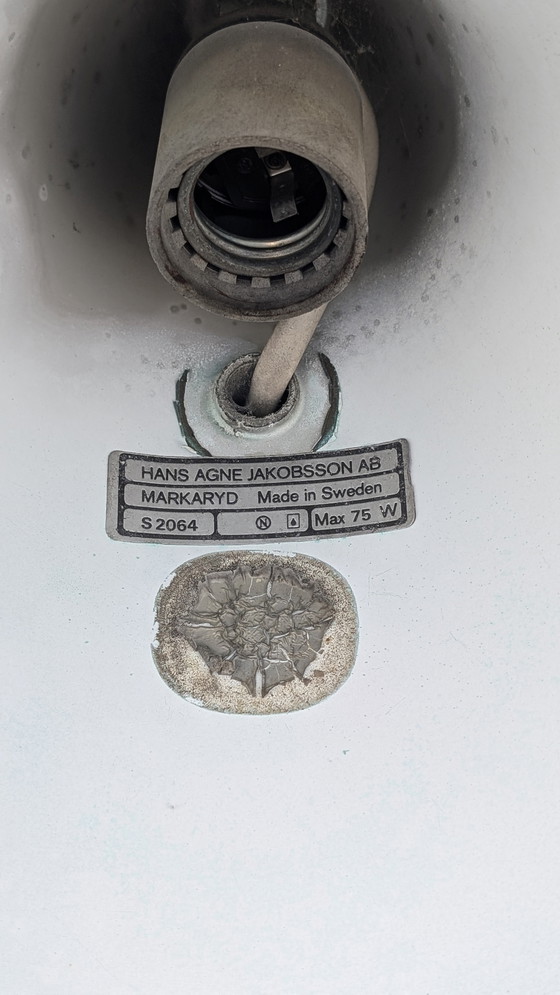 HANS AGNE JAKOBSSON AB
MARKARYD Made in Sweden
S 2064 N Max 75 W